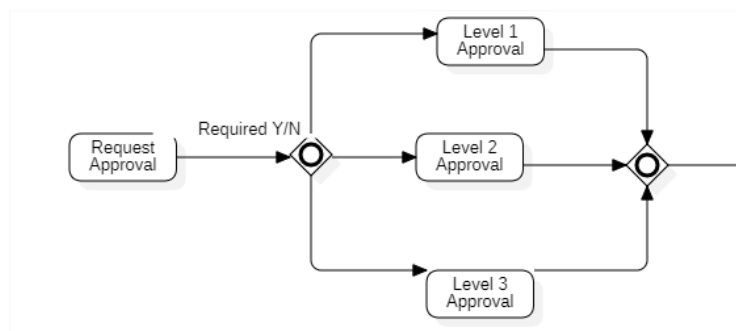 Level 1
Approval
Required Y/N
Request
Approval
Level 2
Approval
Level 3
Approval